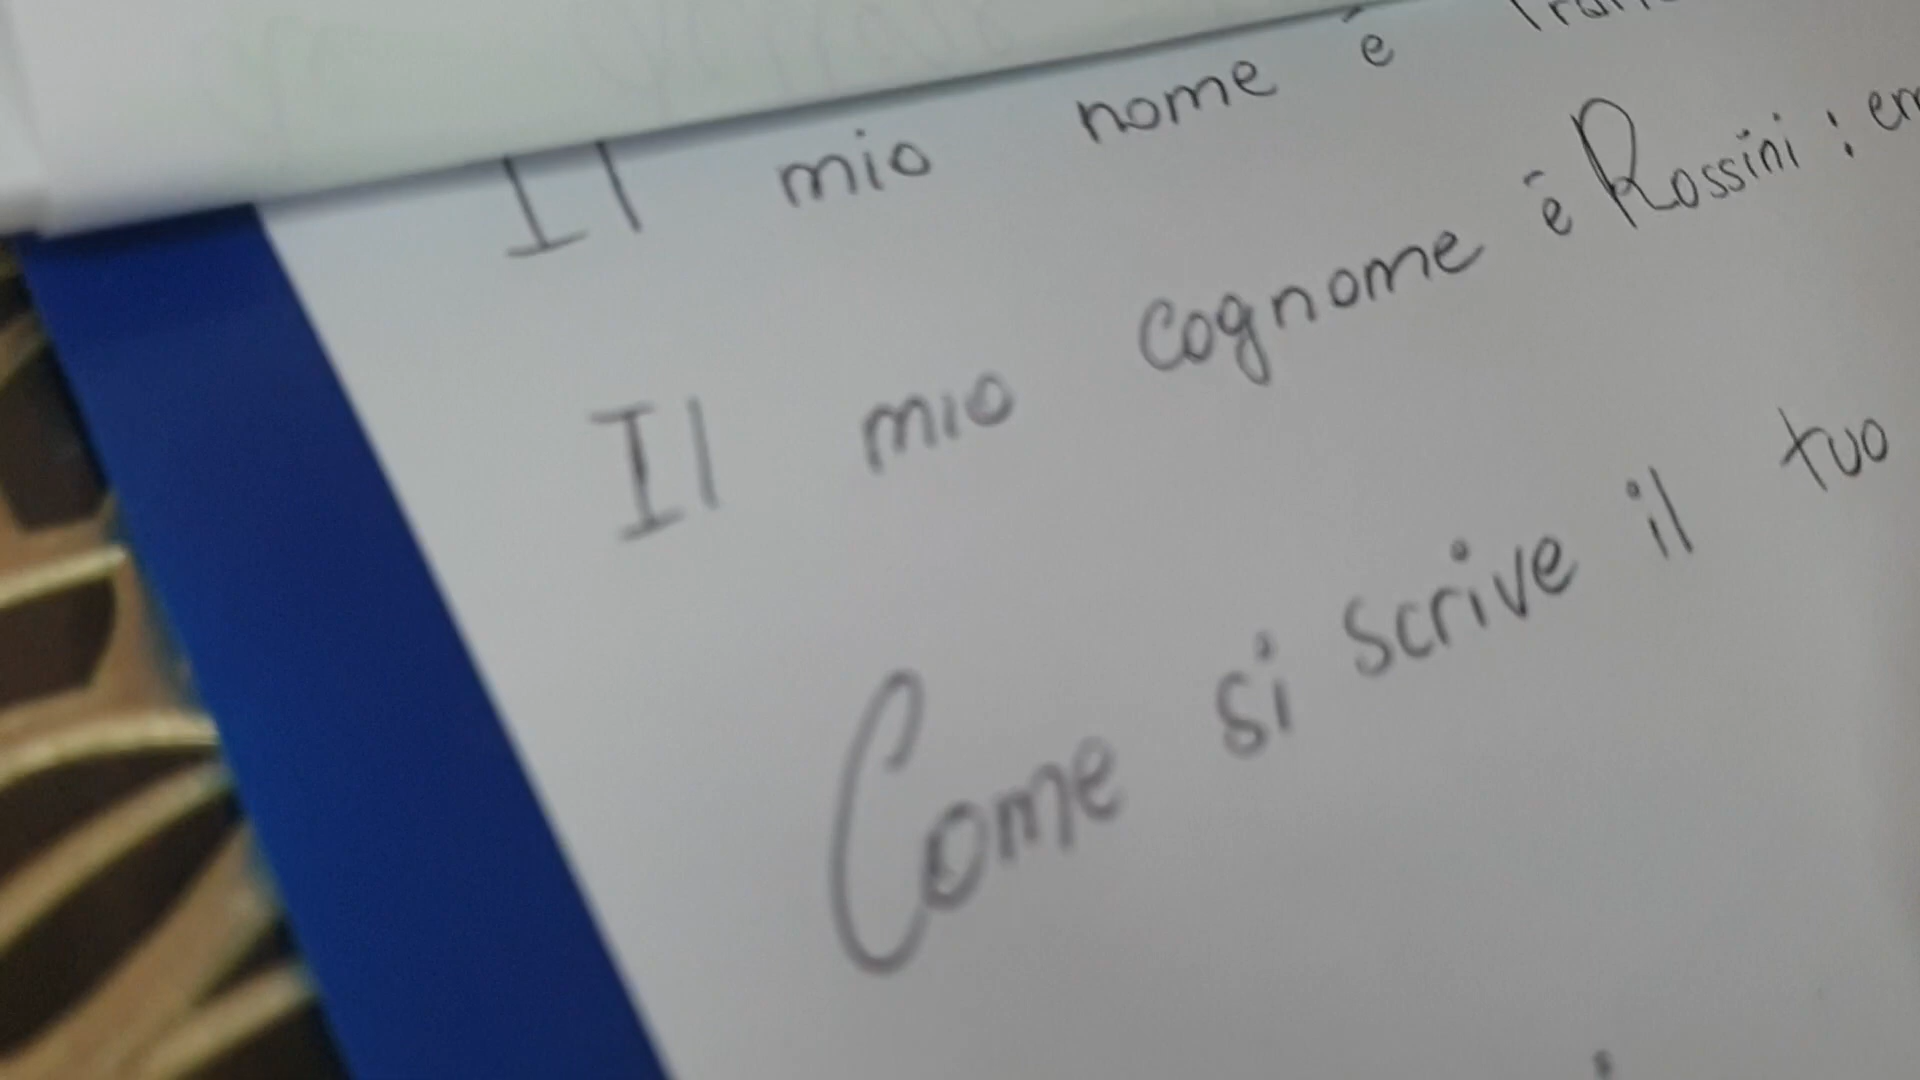 Il mio nome è
Il mio cognome è Rossini ; 
Come si scrive il tuo